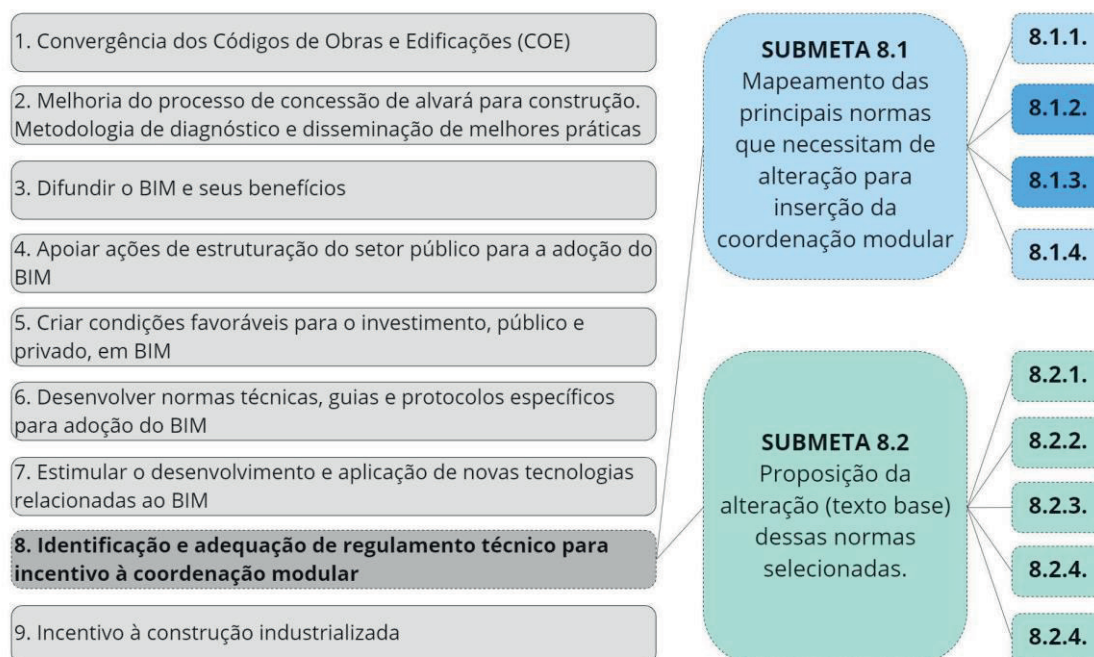 1. Convergência dos Códigos de Obras e Edificações (COE)
2. Melhoria do processo de concessão de alvará para construção.
Metodologia de diagnóstico e disseminação de melhores práticas
3. Difundir o BIM e seus benefícios
4. Apoiar ações de estruturação do setor público para a adoção do
BIM
5. Criar condições favoráveis para o investimento, público e
privado, em BIM
6. Desenvolver normas técnicas, guias e protocolos específicos
para adoção do BIM
7. Estimular o desenvolvimento e aplicação de novas tecnologias
relacionadas ao BIM
8. Identificação e adequação de regulamento técnico para
incentivo à coordenação modular
9. Incentivo à construção industrializada
SUBMETA 8.1
Mapeamento das
principais normas
que necessitam de
alteração para
inserção da
coordenação modular
8.1.1.
8.1.2.
8.1.3.
8.1.4.
SUBMETA 8.2
Proposição da
alteração (texto base)
dessas normas
selecionadas.
8.2.1.
8.2.2.
8.2.3.
8.2.4.
8.2.4.